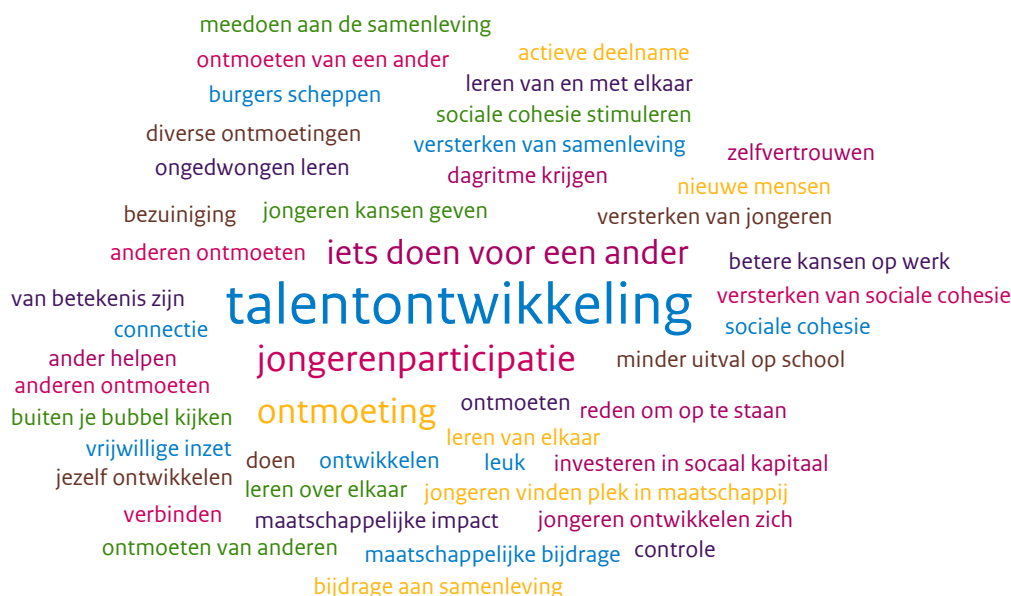 meedoen aan de samenleving
actieve deelname
ontmoeten van een ander
leren van en met elkaar
burgers scheppen
sociale cohesie stimuleren
diverse ontmoetingen
versterken van samenleving
zelfvertrouwen
ongedwongen leren
dagritme krijgen
nieuwe mensen
bezuiniging
jongeren kansen geven
versterken van jongeren
anderen ontmoeten
iets doen voor een ander
betere kansen op werk
van betekenis zijn
talentontwikkeling
versterken van sociale cohesie
connectie
sociale cohesie
ander helpen
jongerenparticipatie
minder uitval op school
anderen ontmoeten
buiten je bubbel kijken
ontmoeting
ontmoeten
reden om op te staan
leren van elkaar
vrijwillige inzet
doen
ontwikkelen
leuk
investeren in socaal kapitaal
jezelf ontwikkelen
leren over elkaar
jongeren vinden plek in maatschappij
verbinden
maatschappelijke impact
jongeren ontwikkelen zich
ontmoeten van anderen
maatschappelijke bijdrage
controle
bijdrage aan samenleving